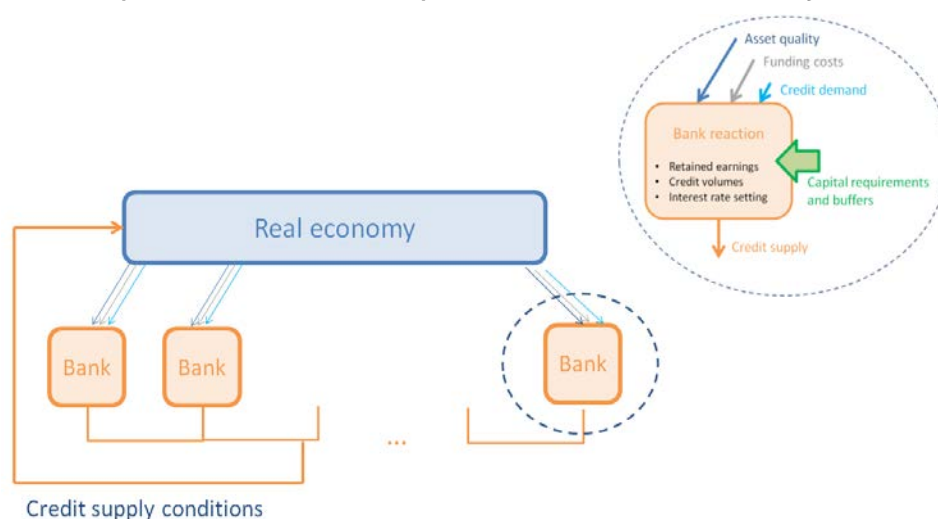 Asset quality
Funding costs
Credit demand
Bank reaction
• Retained earnings
• Credit volumes
• Interest rate setting
Capital requirements
and buffers
Credit supply
Real economy
Bank
Bank
Bank
...
Credit supply conditions